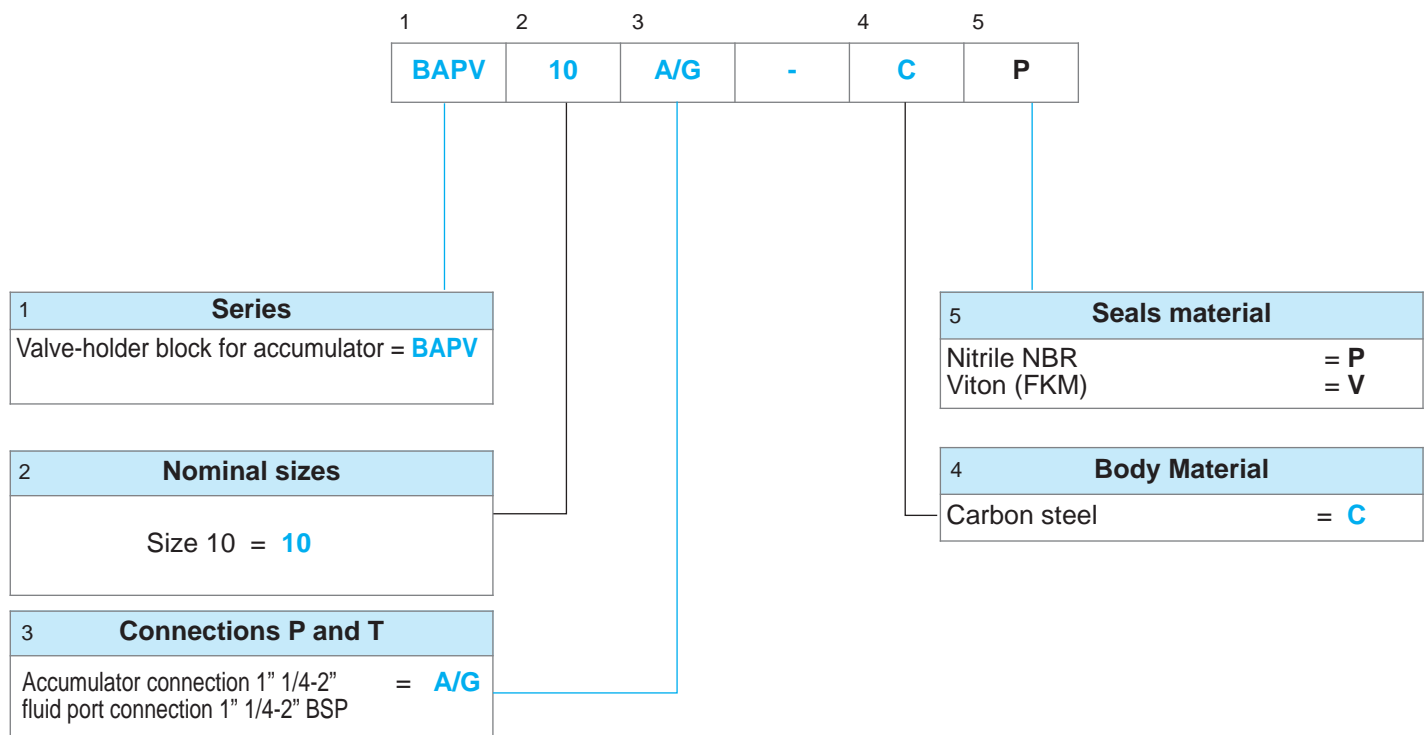 1 2 3 4 5
BAPV 10 A/G - C P
1 Series
Valve-holder block for accumulator = BAPV
2 Nominal sizes
Size 10 = 10
3 Connections P and T
Accumulator connection 1” 1/4-2” = A/G
fluid port connection 1” 1/4-2” BSP
5 Seals material
Nitrile NBR = P
Viton (FKM) = V
4 Body Material
Carbon steel = C